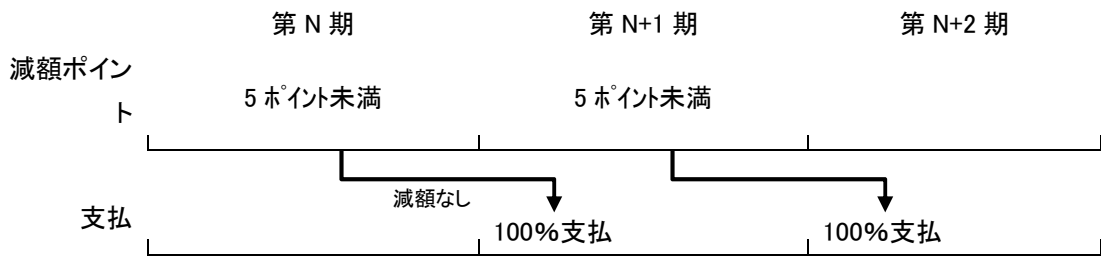 第 N 期 第 N+1 期 第 N+2 期
減額ポイン
ト
5 ﾎﾟｲﾝﾄ未満 5 ﾎﾟｲﾝﾄ未満
減額なし
支払
100%支払 100%支払